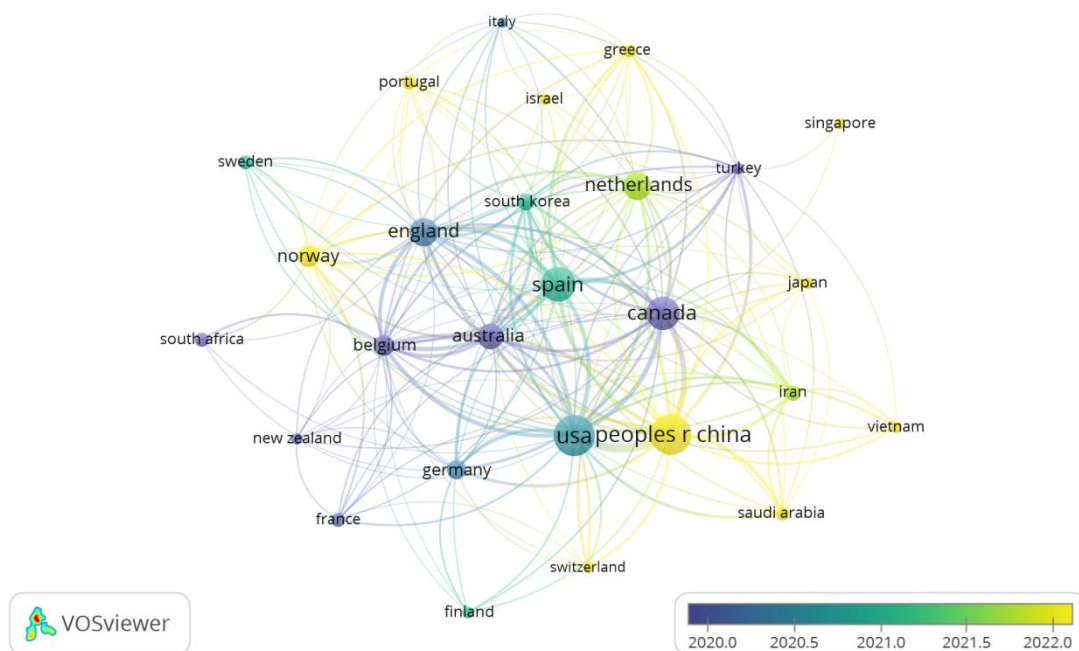 italy
greece
portugal
israel
singapore
sweden
turkey
netherlands
south korea
england
norway
spain
japan
canada
south africa
australia
belgium
iran
vietnam
usa
peoples r china
new zealand
germany
saudi arabia
france
switzerland
finland
VOSviewer
2020.0 2020.5 2021.0 2021.5 2022.0